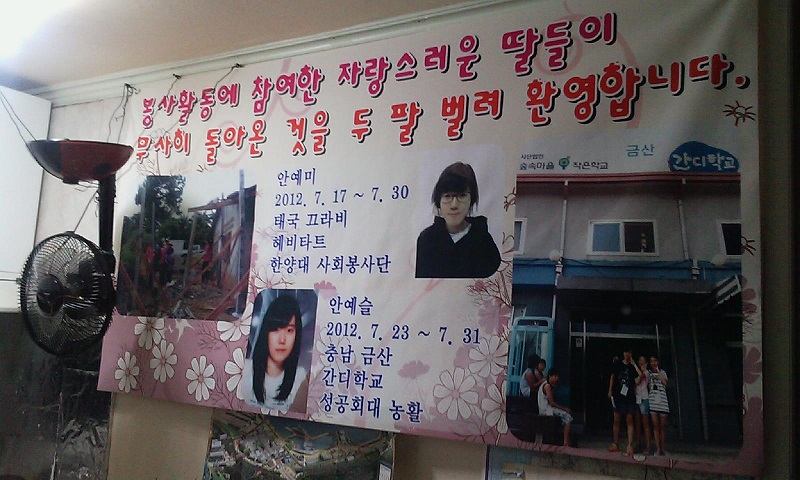 봉사활동에 참여한 자랑스러운 딸들이
무사히 돌아온 것을 두 팔 벌려 환영합니다.
안예미
2012. 7. 17 ~ 7. 30
태국 끄라비
헤비타트
한양대 사회봉사단
안예슬
2012. 7. 23 ~ 7. 31
충남 금산
간디학교
성공회대 농활
사단법인
숲속마을 작은학교
금산 간디학교